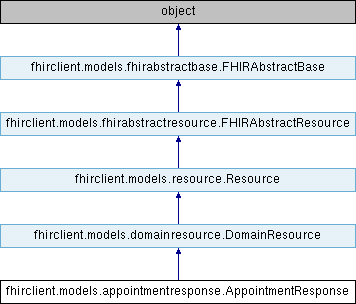 object
fhirclient.models.fhirabstractbase.FHIRAbstractBase
fhirclient.models.fhirabstractresource.FHIRAbstractResource
fhirclient.models.resource.Resource
fhirclient.models.domainresource.DomainResource
fhirclient.models.appointmentresponse.AppointmentResponse